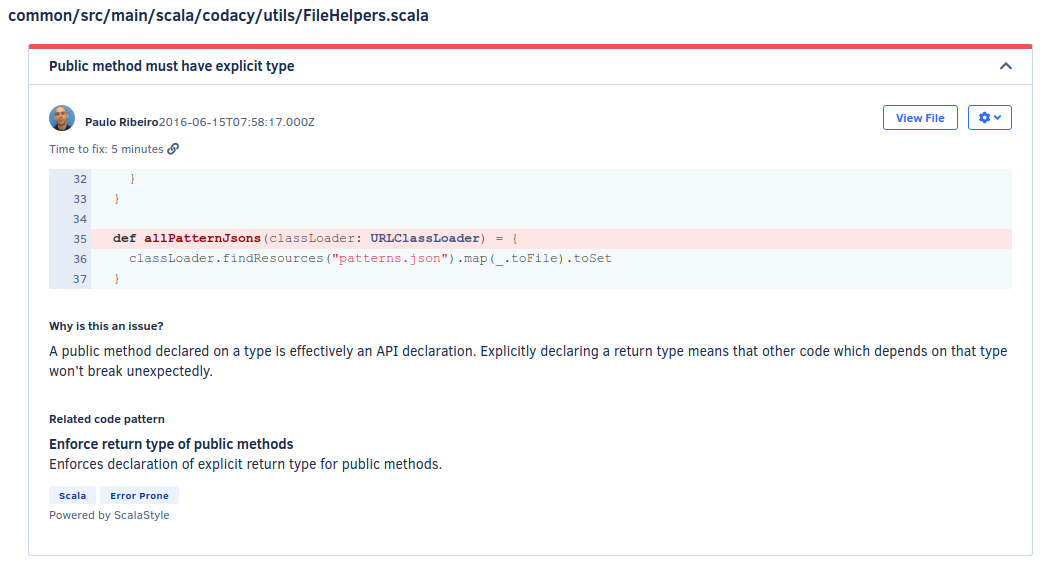 common/src/main/scala/codacy/utils/FileHelpers.scala
Public method must have explicit type
Paulo Ribeiro2016-06-15T07:58:17.000Z
View File
Time to fix: 5 minutes
32 }
33 }
34
35 def allPatternJsons(classLoader: URLClassLoader) = {
36 classLoader.findResources("patterns.json").map(_.toFile).toSet
37 }
Why is this an issue?
A public method declared on a type is effectively an API declaration. Explicitly declaring a return type means that other code which depends on that type
won't break unexpectedly.
Related code pattern
Enforce return type of public methods
Enforces declaration of explicit return type for public methods.
Scala Error Prone
Powered by ScalaStyle